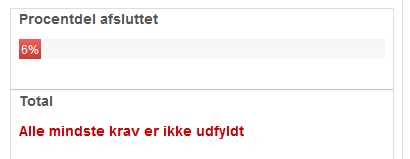 Procentdel afsluttet
6%
Total
Alle mindste krav er ikke udfyldt